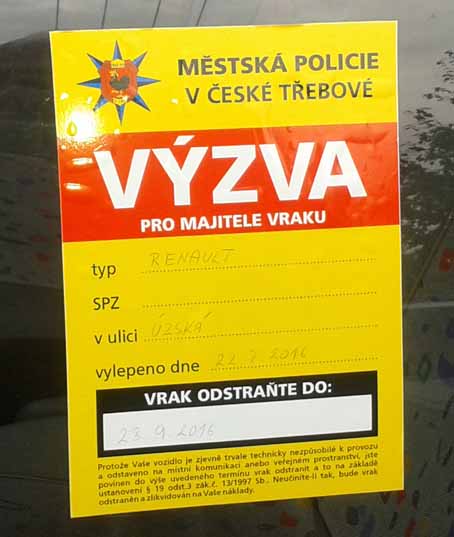 MĚSTSKÁ POLICIE
V ČESKÉ TŘEBOVÉ
VÝZVA
PRO MAJITELE VRAKU
typ RENAULT
SPZ
v ulici ÚZSKÁ
vylepeno dne 22 7 2016
VRAK ODSTRAŇTE DO:
23 9. 2016
Protože Vaše vozidlo je zjevně trvale technicky nezpůsobilé k provozu
a odstaveno na místní komunikaci anebo veřejném prostranství, jste
povinen do výše uvedeného termínu vrak odstranit a to na základě
ustanovení § 19 odst.3 zák.č. 13/1997 Sb.. Neučiníte-li tak, bude vrak
odstraněn a zlikvidován na Vaše náklady.